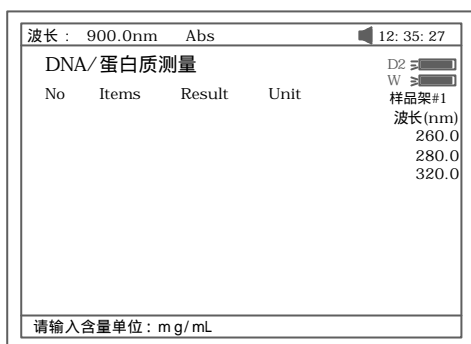 波长： 900.0nm Abs 12:35:27
DNA/蛋白质测量
D2
W
No Items Result Unit
样品架#1
波长(nm)
260.0
280.0
320.0
请输入含量单位：mg/mL